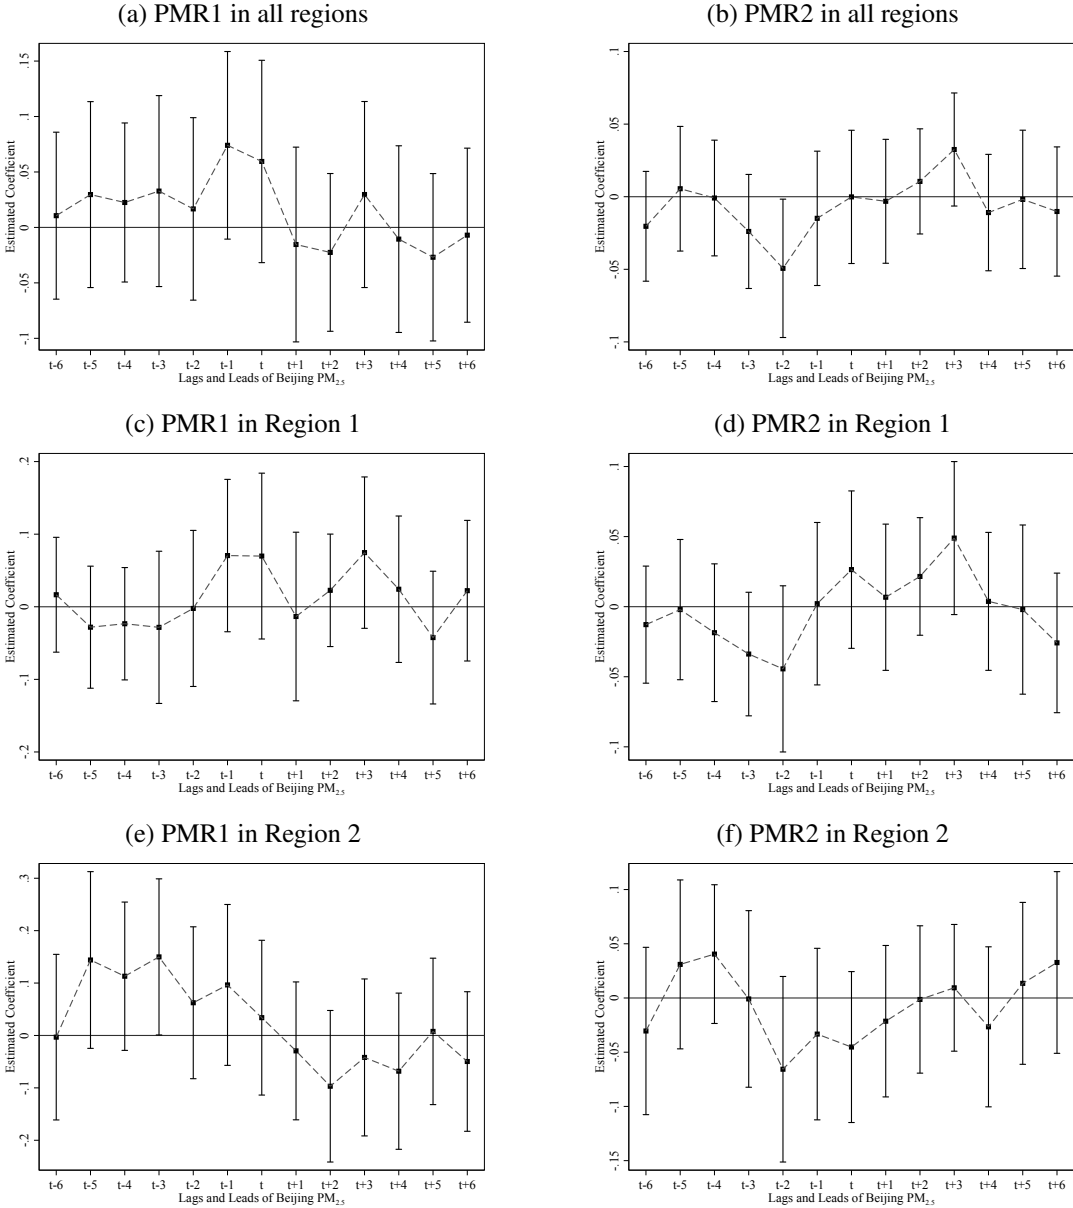 (a) PMR1 in all regions
Estimated Coefficient
.15
.1
.05
0
-.05
-.1
t-6 t-5 t-4 t-3 t-2 t-1 t t+1 t+2 t+3 t+4 t+5 t+6
Lags and Leads of Beijing PM2.5
(b) PMR2 in all regions
Estimated Coefficient
.1
.05
0
-.05
-.1
t-6 t-5 t-4 t-3 t-2 t-1 t t+1 t+2 t+3 t+4 t+5 t+6
Lags and Leads of Beijing PM2.5
(c) PMR1 in Region 1
Estimated Coefficient
.2
.1
0
-.1
-.2
t-6 t-5 t-4 t-3 t-2 t-1 t t+1 t+2 t+3 t+4 t+5 t+6
Lags and Leads of Beijing PM2.5
(d) PMR2 in Region 1
Estimated Coefficient
.1
.05
0
-.05
-.1
t-6 t-5 t-4 t-3 t-2 t-1 t t+1 t+2 t+3 t+4 t+5 t+6
Lags and Leads of Beijing PM2.5
(e) PMR1 in Region 2
Estimated Coefficient
.3
.2
.1
0
-.1
-.2
t-6 t-5 t-4 t-3 t-2 t-1 t t+1 t+2 t+3 t+4 t+5 t+6
Lags and Leads of Beijing PM2.5
(f) PMR2 in Region 2
Estimated Coefficient
.1
.05
0
-.05
-.1
-.15
t-6 t-5 t-4 t-3 t-2 t-1 t t+1 t+2 t+3 t+4 t+5 t+6
Lags and Leads of Beijing PM2.5